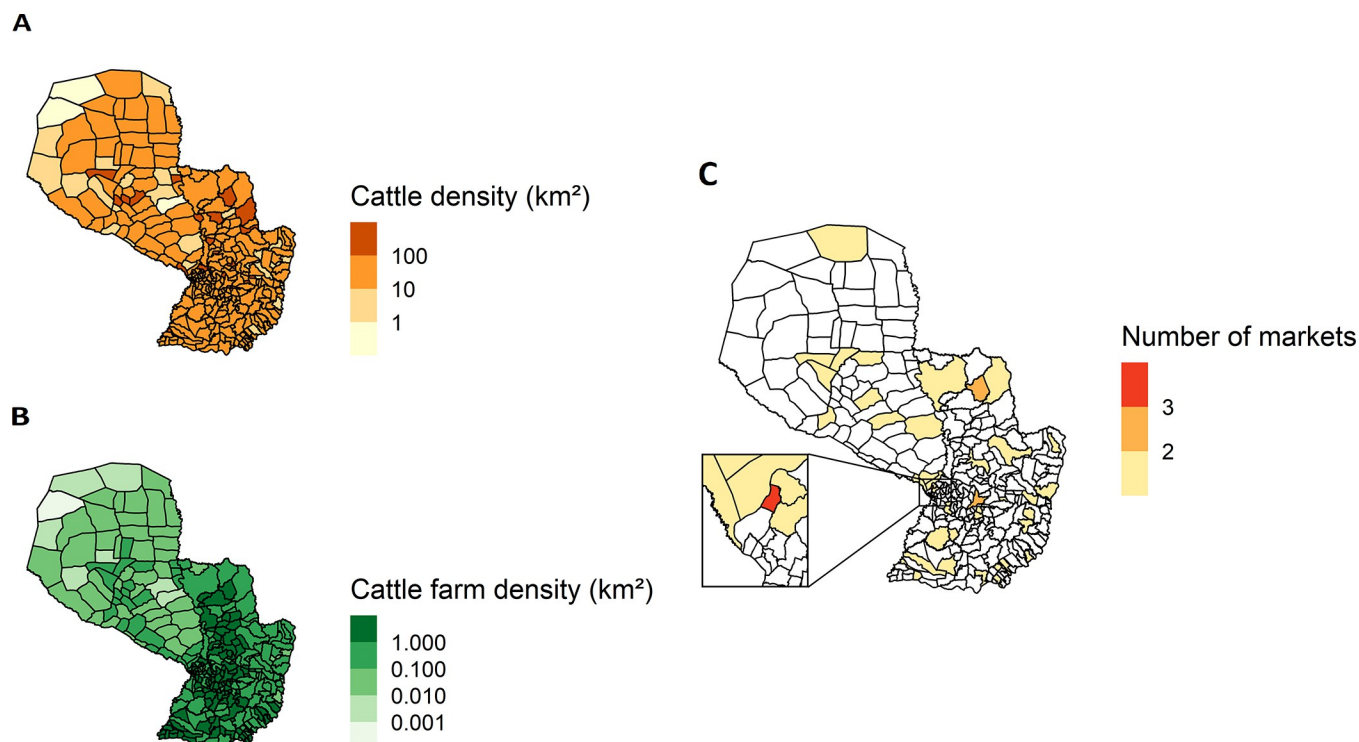 A
Cattle density (km²)
100
10
1
B
Cattle farm density (km²)
1.000
0.100
0.010
0.001
C
Number of markets
3
2